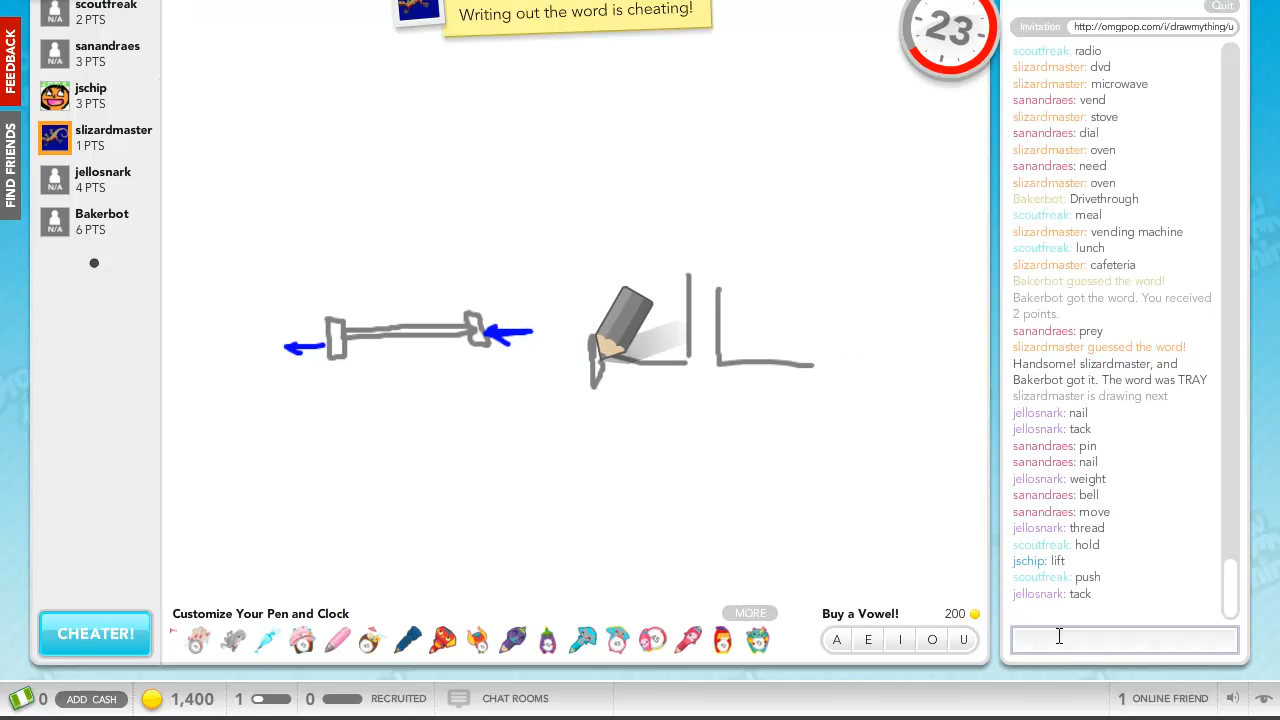 FEEDBACK
FIND FRIENDS
scoutfreak
2 PTS
sanandraes
3 PTS
jschip
3 PTS
slizardmaster
1 PTS
N/A
jellosnark
4 PTS
N/A
Bakerbot
6 PTS
CHEATER!
Writing out the word is cheating!
23
Customize Your Pen and Clock
MORE
Buy a Vowel!
200
A E I O U
Quit
Invitation
http://omgpop.com/i/drawmything/u
scoutfreak: radio
slizardmaster: dvd
slizardmaster: microwave
sanandraes: vend
slizardmaster: stove
sanandraes: dial
slizardmaster: oven
sanandraes: need
slizardmaster: oven
Bakerbot: Drivethrough
scoutfreak: meal
slizardmaster: vending machine
scoutfreak: lunch
slizardmaster: cafeteria
Bakerbot guessed the word!
Bakerbot got the word. You received
2 points.
sanandraes: prey
slizardmaster guessed the word!
Handsome! slizardmaster, and
Bakerbot got it. The word was TRAY
slizardmaster is drawing next
jellosnark: nail
jellosnark: tack
sanandraes: pin
sanandraes: nail
jellosnark: weight
sanandraes: bell
sanandraes: move
jellosnark: thread
scoutfreak: hold
jschip: lift
scoutfreak: push
jellosnark: tack
0
ADD CASH
1,400
1
0
RECRUITED
CHAT ROOMS
1 ONLINE FRIEND